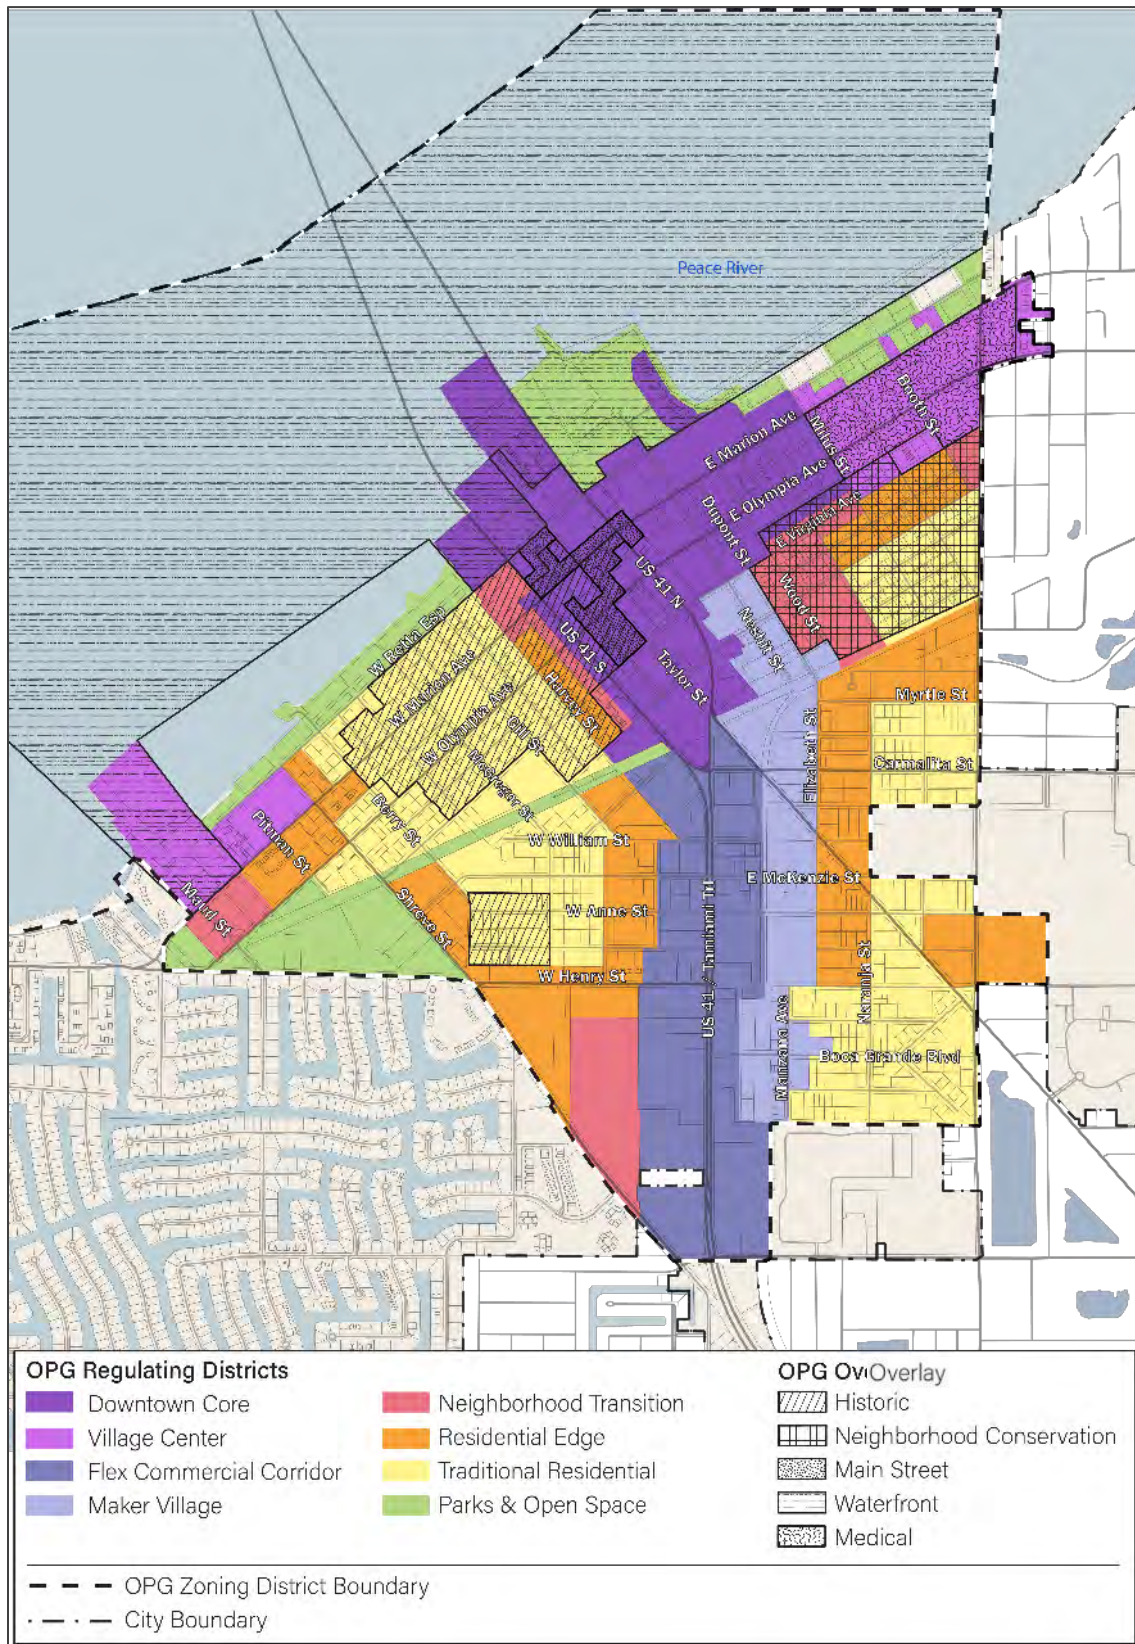 Peace River
E Marion Ave
Milus St
Booth St
E Olympia Ave
Dupont St
E Virginia Ave
Wood St
US 41 N
Nesbit St
US 41 S
Taylor St
W Retta Esp
W Marion Ave
W Olympia Ave
Gill St
Harvey St
McGregor St
Berry St
Pitman St
Maud St
Shreve St
W William St
W Anne St
W Henry St
Elizabeth St
Myrtle St
Carmalita St
E McKenzie St
US 41 / Tamiami Trl
Naranja St
Manzana Ave
Boca Grande Blvd
OPG Regulating Districts
Downtown Core
Village Center
Flex Commercial Corridor
Maker Village
Neighborhood Transition
Residential Edge
Traditional Residential
Parks & Open Space
OPG Ov Overlay
Historic
Neighborhood Conservation
Main Street
Waterfront
Medical
OPG Zoning District Boundary
City Boundary